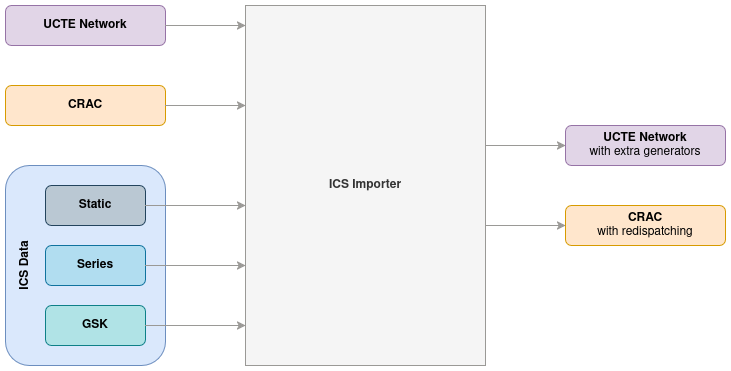 UCTE Network
CRAC
ICS Data
Static
Series
GSK
ICS Importer
UCTE Network
with extra generators
CRAC
with redispatching